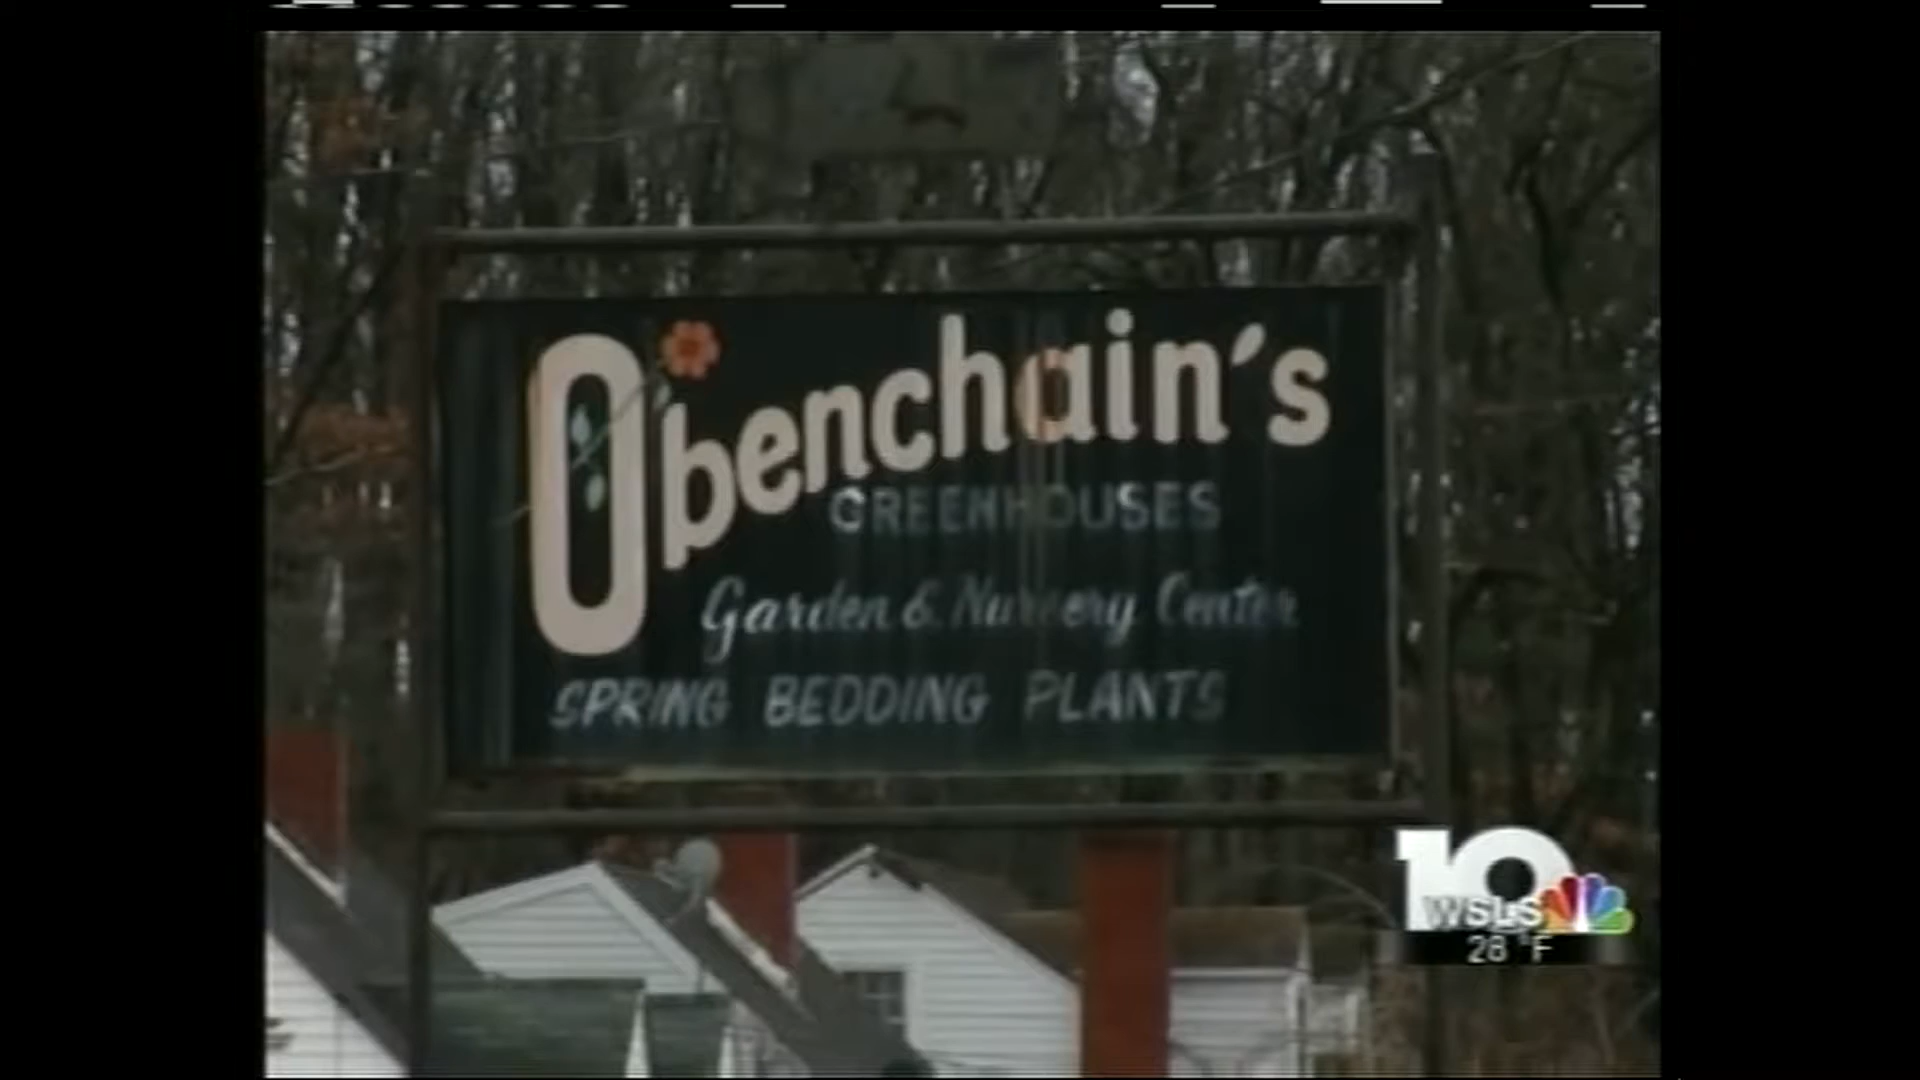 Obenchain's
GREENHOUSES
Garden & Nursery Center
SPRING BEDDING PLANTS
10
WSLS
28 °F